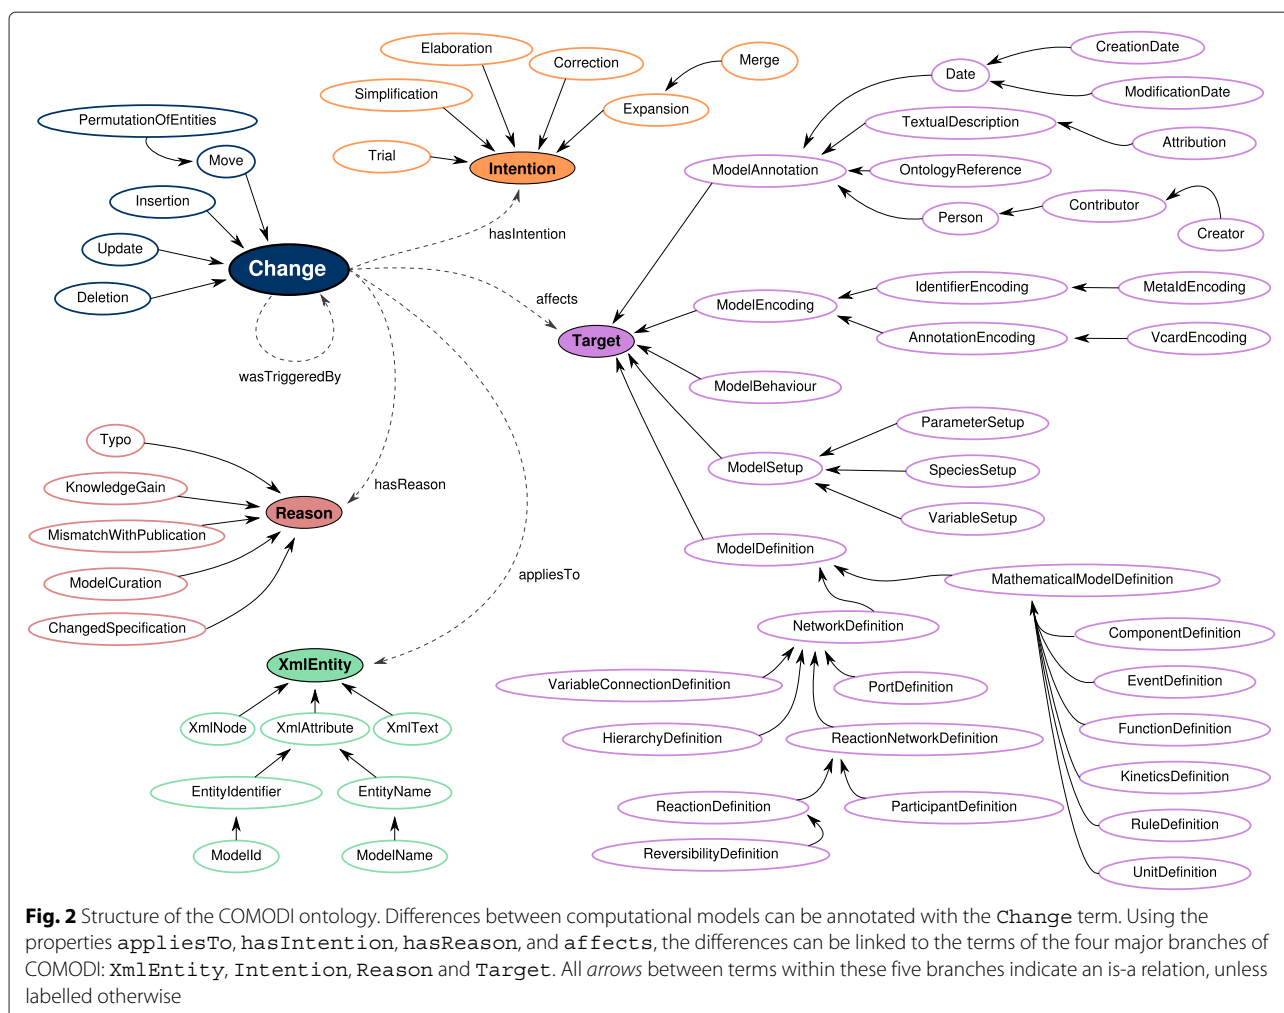 Elaboration
Correction
Merge
Simplification
Expansion
Trial
Intention
PermutationOfEntities
Move
Insertion
Update
Deletion
Change
hasIntention
affects
wasTriggeredBy
hasReason
appliesTo
CreationDate
Date
ModificationDate
TextualDescription
Attribution
ModelAnnotation
OntologyReference
Contributor
Person
Creator
IdentifierEncoding
MetaIdEncoding
ModelEncoding
AnnotationEncoding
VcardEncoding
Target
ModelBehaviour
ParameterSetup
ModelSetup
SpeciesSetup
VariableSetup
ModelDefinition
MathematicalModelDefinition
NetworkDefinition
ComponentDefinition
VariableConnectionDefinition
PortDefinition
EventDefinition
HierarchyDefinition
ReactionNetworkDefinition
FunctionDefinition
KineticsDefinition
ReactionDefinition
ParticipantDefinition
RuleDefinition
ReversibilityDefinition
UnitDefinition
Typo
KnowledgeGain
Reason
MismatchWithPublication
ModelCuration
ChangedSpecification
XmlEntity
XmlNode
XmlAttribute
XmlText
EntityIdentifier
EntityName
ModelId
ModelName
Fig. 2 Structure of the COMODI ontology. Differences between computational models can be annotated with the Change term. Using the
properties appliesTo, hasIntention, hasReason, and affects, the differences can be linked to the terms of the four major branches of
COMODI: XmlEntity, Intention, Reason and Target. All arrows between terms within these five branches indicate an is-a relation, unless
labelled otherwise